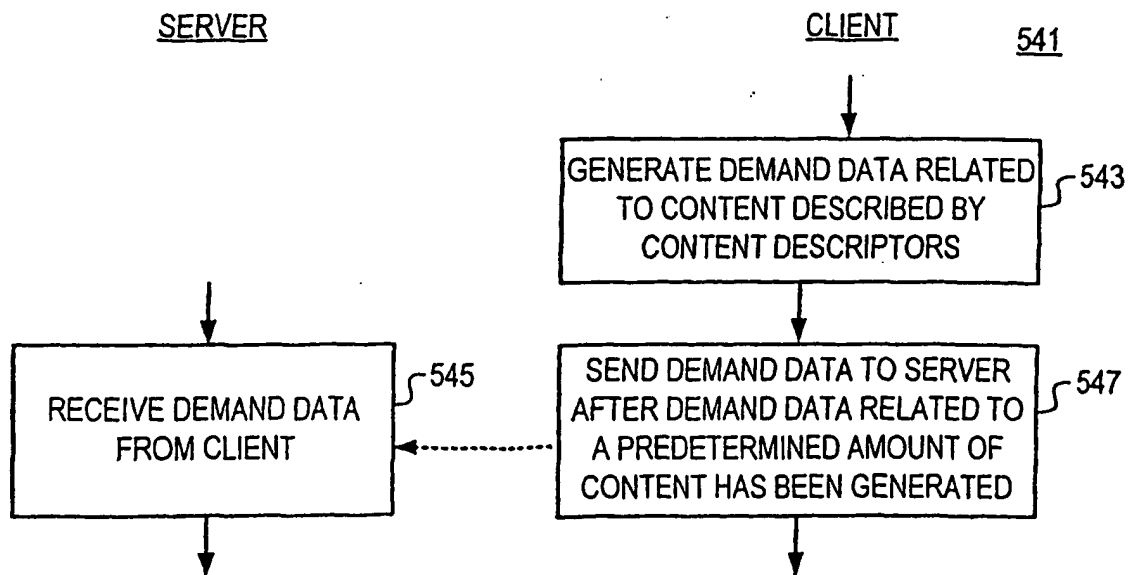 SERVER
CLIENT
541
GENERATE DEMAND DATA RELATED
TO CONTENT DESCRIBED BY
CONTENT DESCRIPTORS
543
RECEIVE DEMAND DATA
FROM CLIENT
545
SEND DEMAND DATA TO SERVER
AFTER DEMAND DATA RELATED TO
A PREDETERMINED AMOUNT OF
CONTENT HAS BEEN GENERATED
547